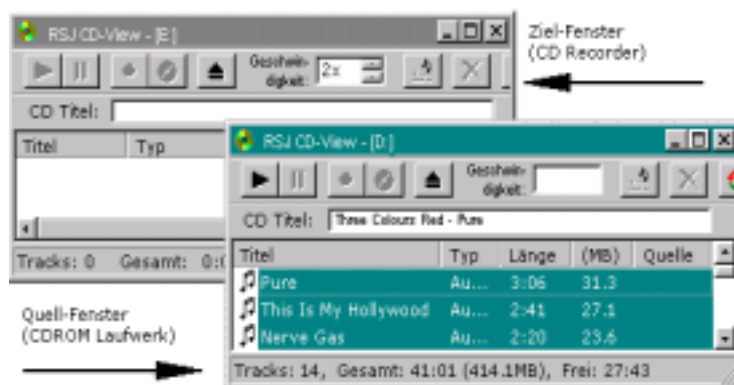 RSJ CD-View - [E:]
Geschwin-
digkeit: 2x
CD Titel:
Titel Typ
Tracks: 0 Gesamt: 0:0
Ziel-Fenster
(CD Recorder)
RSJ CD-View - [D:]
Geschwin-
digkeit:
CD Titel: Three Colours Red - Pure
Titel Typ Länge (MB) Quelle
Pure Au... 3:06 31.3
This Is My Hollywood Au... 2:41 27.1
Nerve Gas Au... 2:20 23.6
Tracks: 14, Gesamt: 41:01 (414.1MB), Frei: 27:43
Quell-Fenster
(CDROM Laufwerk)